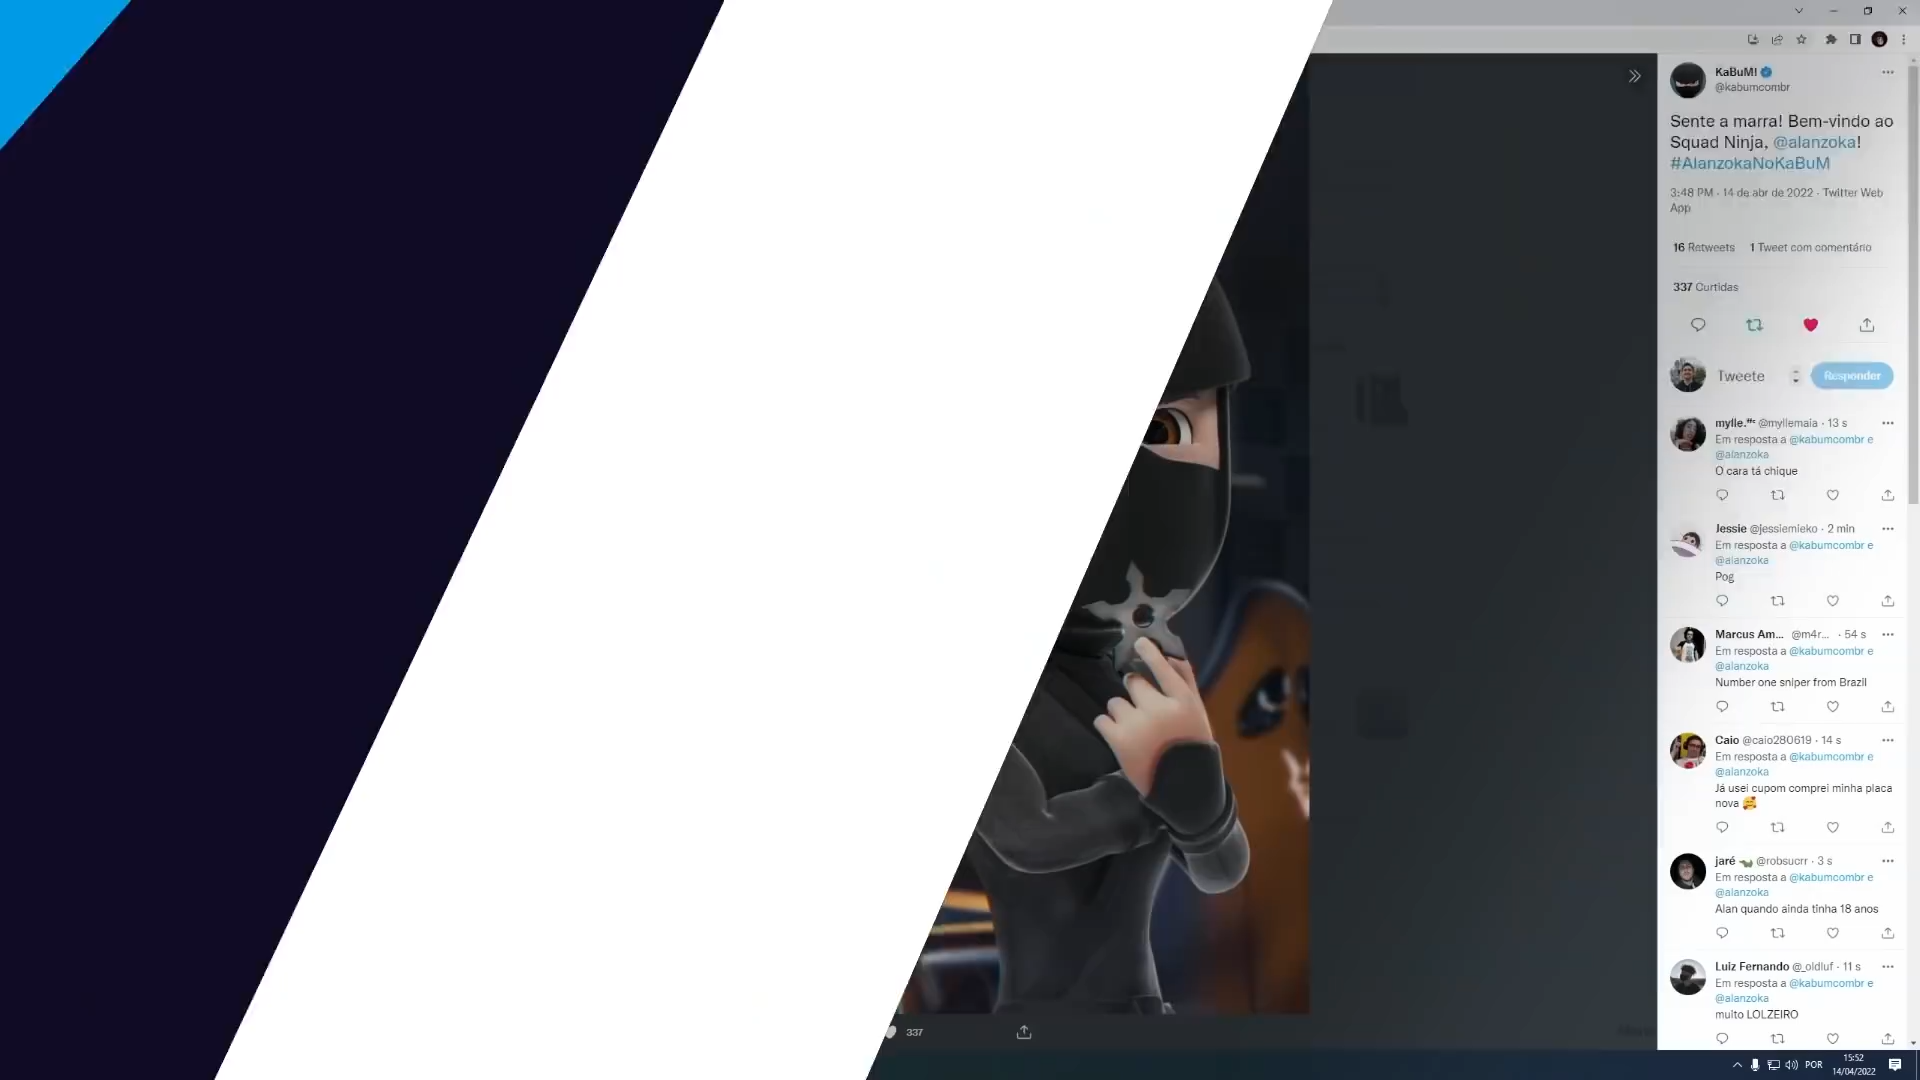 KaBuM!
@kabumcombr
Sente a marra! Bem-vindo ao
Squad Ninja, @alanzoka!
#AlanzokaNoKaBuM
3:48 PM · 14 de abr de 2022 · Twitter Web
App
16 Retweets 1 Tweet com comentário
337 Curtidas
Tweete
Responder
mylle. @myllemaia · 13 s
Em resposta a @kabumcombr e
@alanzoka
O cara tá chique
Jessie @jessiemieko · 2 min
Em resposta a @kabumcombr e
@alanzoka
Pog
Marcus Am... @m4r... · 54 s
Em resposta a @kabumcombr e
@alanzoka
Number one sniper from Brazil
Caio @caio280619 · 14 s
Em resposta a @kabumcombr e
@alanzoka
Já usei cupom comprei minha placa
nova 🥰
jaré 🐊 @robsucrr · 3 s
Em resposta a @kabumcombr e
@alanzoka
Alan quando ainda tinha 18 anos
Luiz Fernando @_oldluf · 11 s
Em resposta a @kabumcombr e
@alanzoka
muito LOLZEIRO
337
POR
15:52
14/04/2022